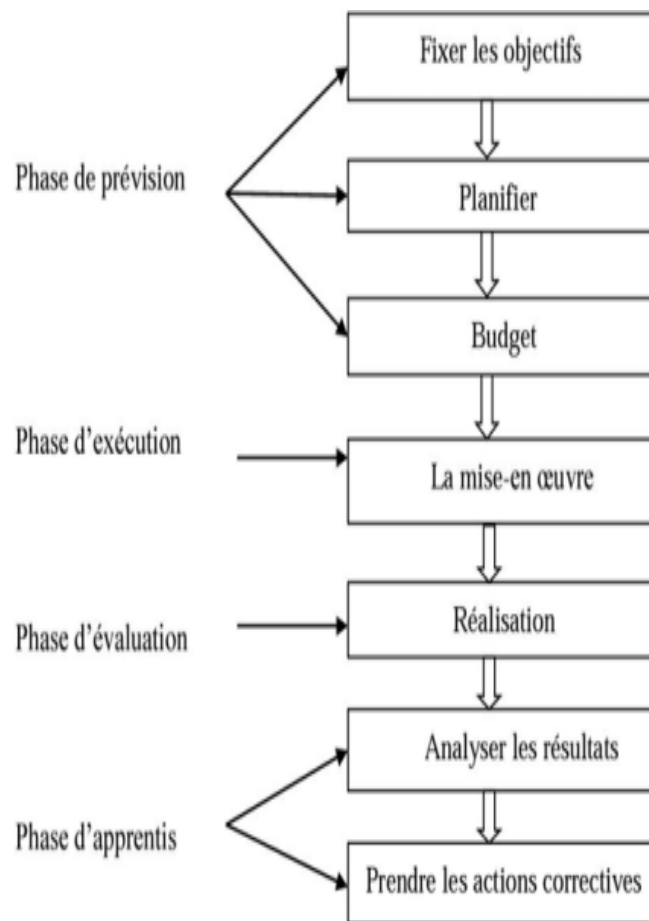 Fixer les objectifs
Phase de prévision
Planifier
Budget
Phase d'exécution
La mise-en œuvre
Phase d'évaluation
Réalisation
Analyser les résultats
Phase d'apprentis
Prendre les actions correctives